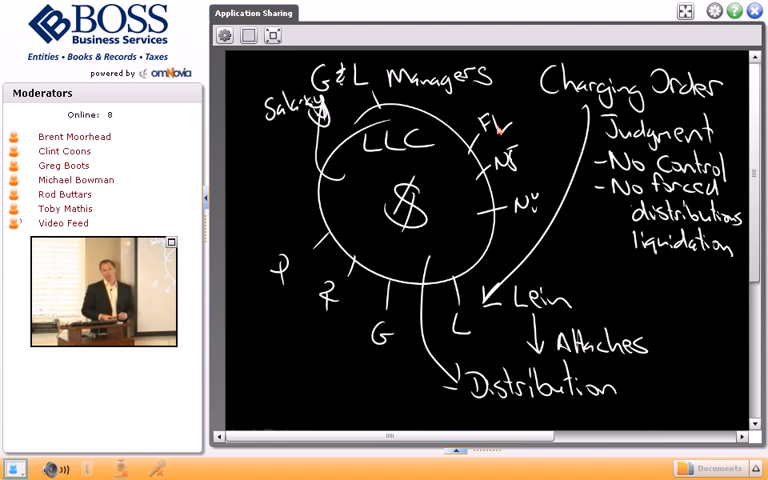 BOSS
Business Services
Entities • Books & Records • Taxes
powered by omNovia
Moderators
Online: 8
Brent Moorhead
Clint Coons
Greg Boots
Michael Bowman
Rod Buttars
Toby Mathis
Video Feed
Application Sharing
G & L Managers
Salary
LLC
$
FL
NJ
NV
P
R
G
L
Charging Order
Judgment
- No Control
- No forced
distributions
liquidation
Lein
Attaches
Distribution
Documents